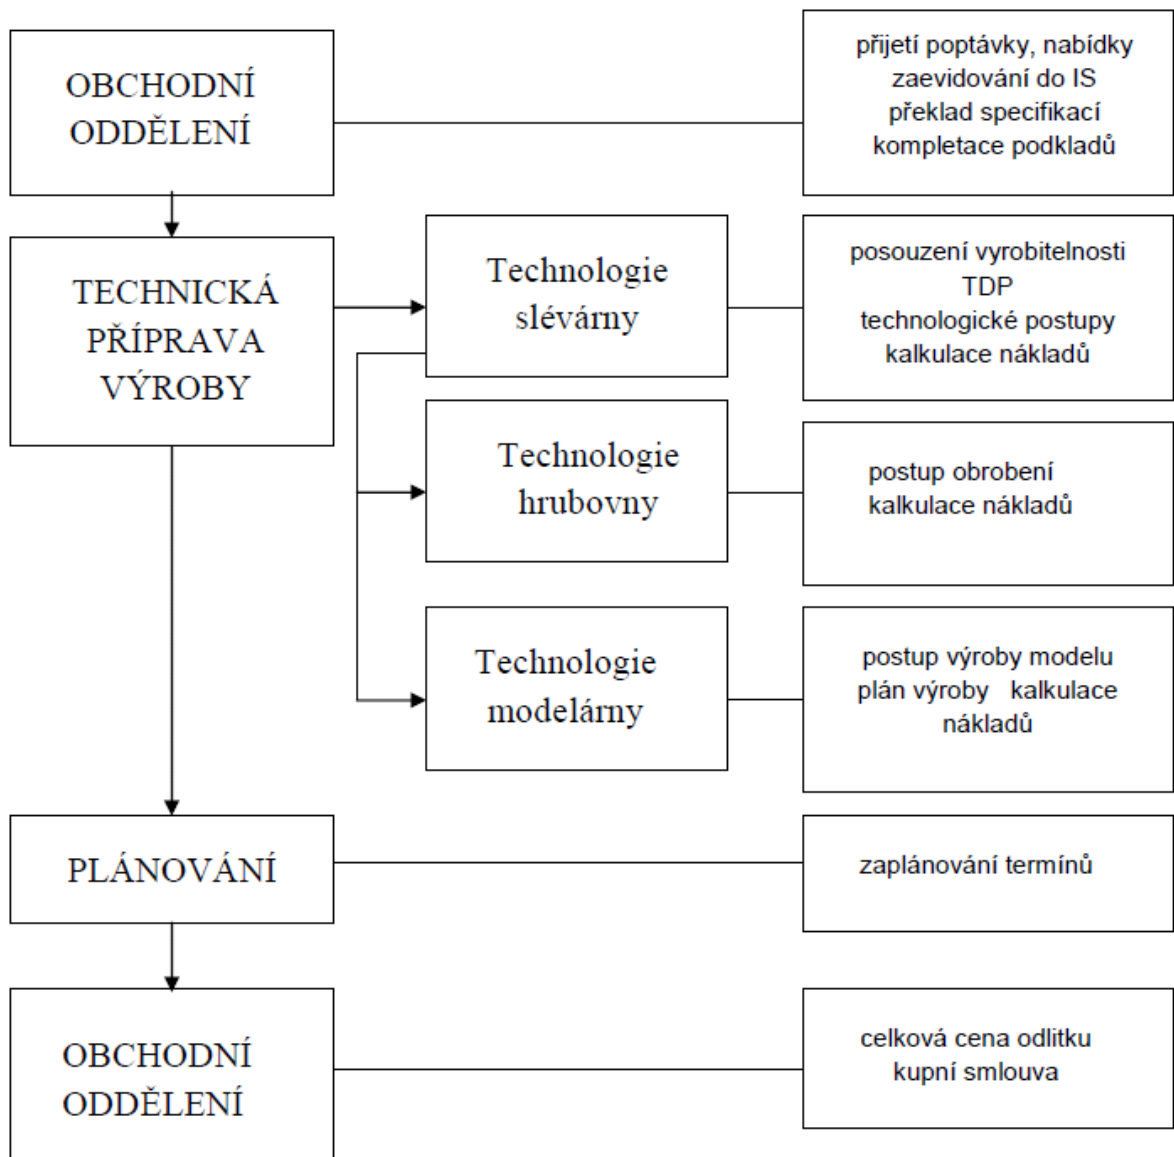 OBCHODNÍ
ODDĚLENÍ
přijetí poptávky, nabídky
zaevidování do IS
překlad specifikací
kompletace podkladů
TECHNICKÁ
PŘÍPRAVA
VÝROBY
Technologie
slévárny
posouzení vyrobitelnosti
TDP
technologické postupy
kalkulace nákladů
Technologie
hrubovny
postup obrobení
kalkulace nákladů
Technologie
modelárny
postup výroby modelu
plán výroby kalkulace
nákladů
PLÁNOVÁNÍ
zaplánování termínů
OBCHODNÍ
ODDĚLENÍ
celková cena odlitku
kupní smlouva